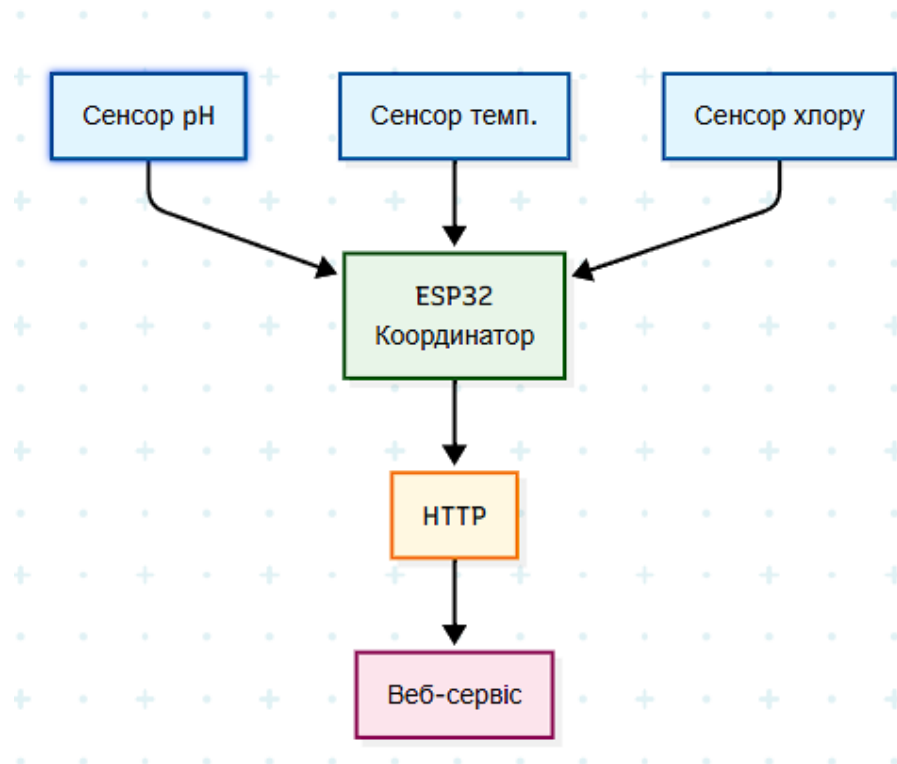 Сенсор pH
Сенсор темп.
Сенсор хлору
ESP32
Координатор
HTTP
Веб-сервіс